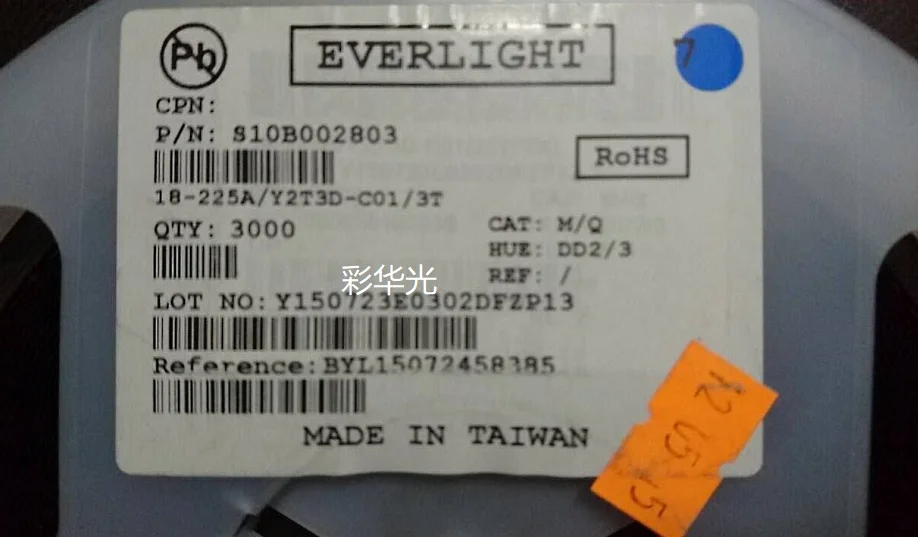 Pb
EVERLIGHT
7
CPN:
P/N: S10B002803
RoHS
18-225A/Y2T3D-C01/3T
QTY: 3000
CAT: M/Q
HUE: DD2/3
REF: /
彩华光
LOT NO: Y150723E0302DFZP13
Reference: BYL15072458385
MADE IN TAIWAN